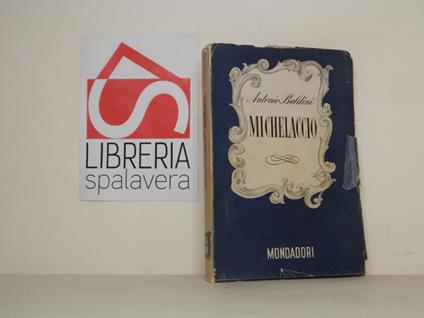 LIBRERIA
spalavera
Antonio Baldini
MICHELACCIO
MONDADORI